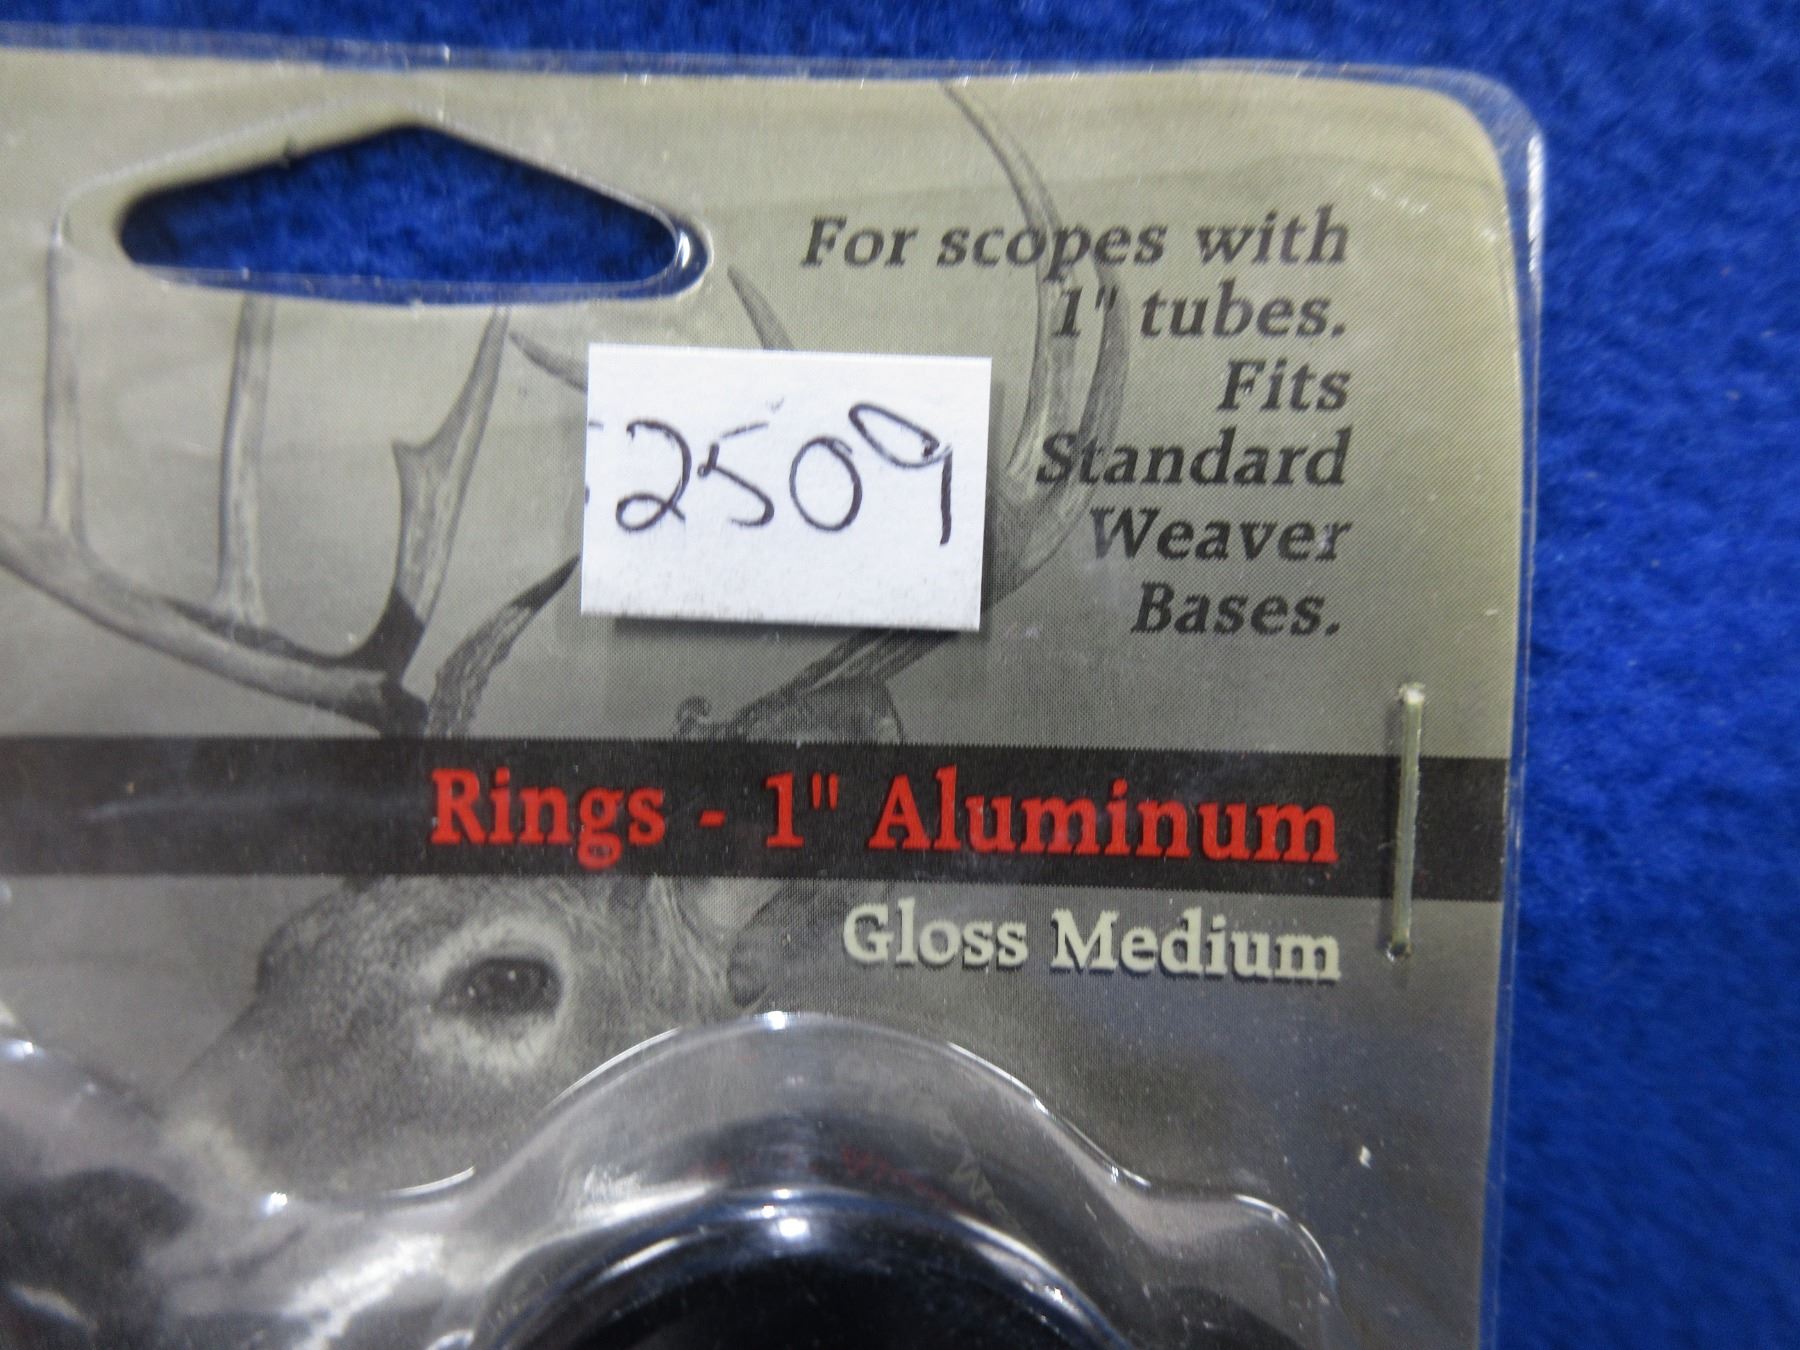 For scopes with
1" tubes.
Fits
Standard
Weaver
Bases.
2509
Rings - 1" Aluminum
Gloss Medium